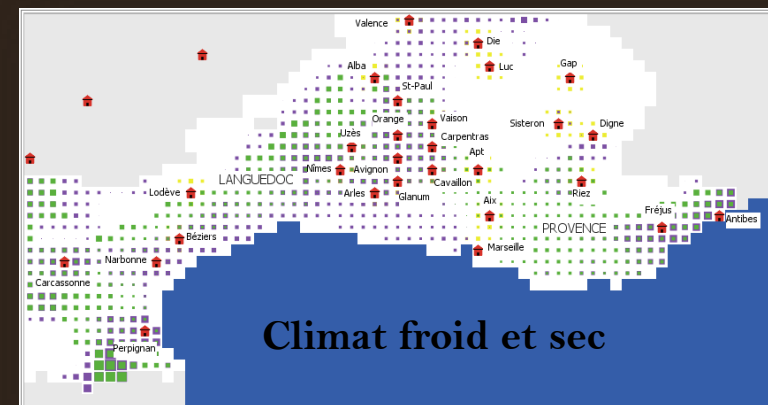 Valence
Die
Luc
Alba
Gap
St-Paul
Orange
Vaison
Sisteron
Digne
Uzès
Carpentras
Apt
Nîmes
Avignon
LANGUEDOC
Cavaillon
Lodève
Arles
Glanum
Riez
Aix
Fréjus
Antibes
PROVENCE
Béziers
Marseille
Narbonne
Carcassonne
Climat froid et sec
Perpignan